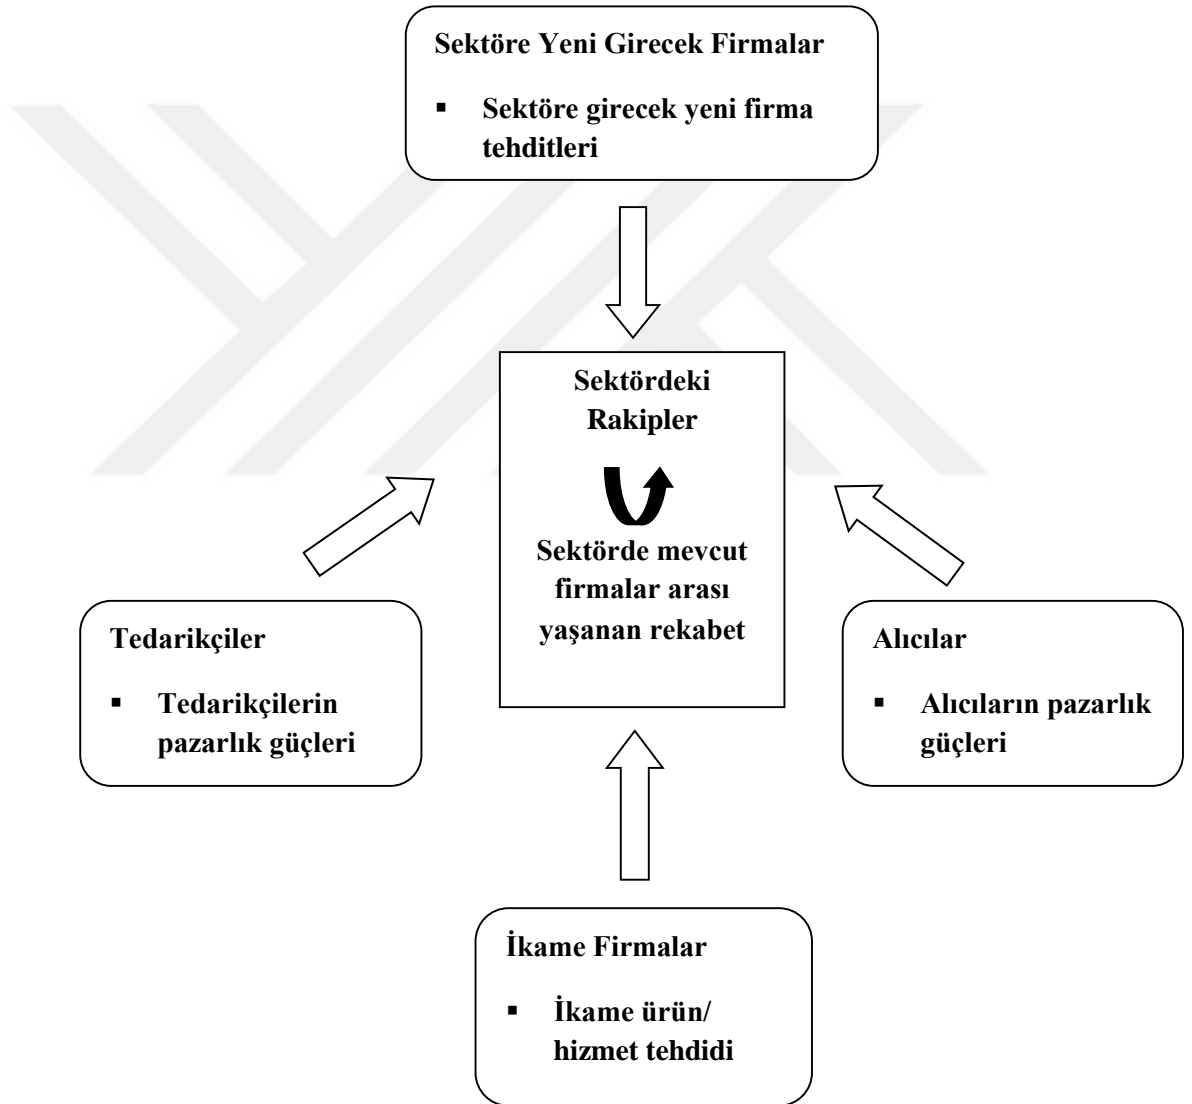 Sektöre Yeni Girecek Firmalar
▪ Sektöre girecek yeni firma
tehditleri
Sektördeki
Rakipler
Sektörde mevcut
firmalar arası
yaşanan rekabet
Tedarikçiler
▪ Tedarikçilerin
pazarlık güçleri
Alıcılar
▪ Alıcıların pazarlık
güçleri
İkame Firmalar
▪ İkame ürün/
hizmet tehdidi